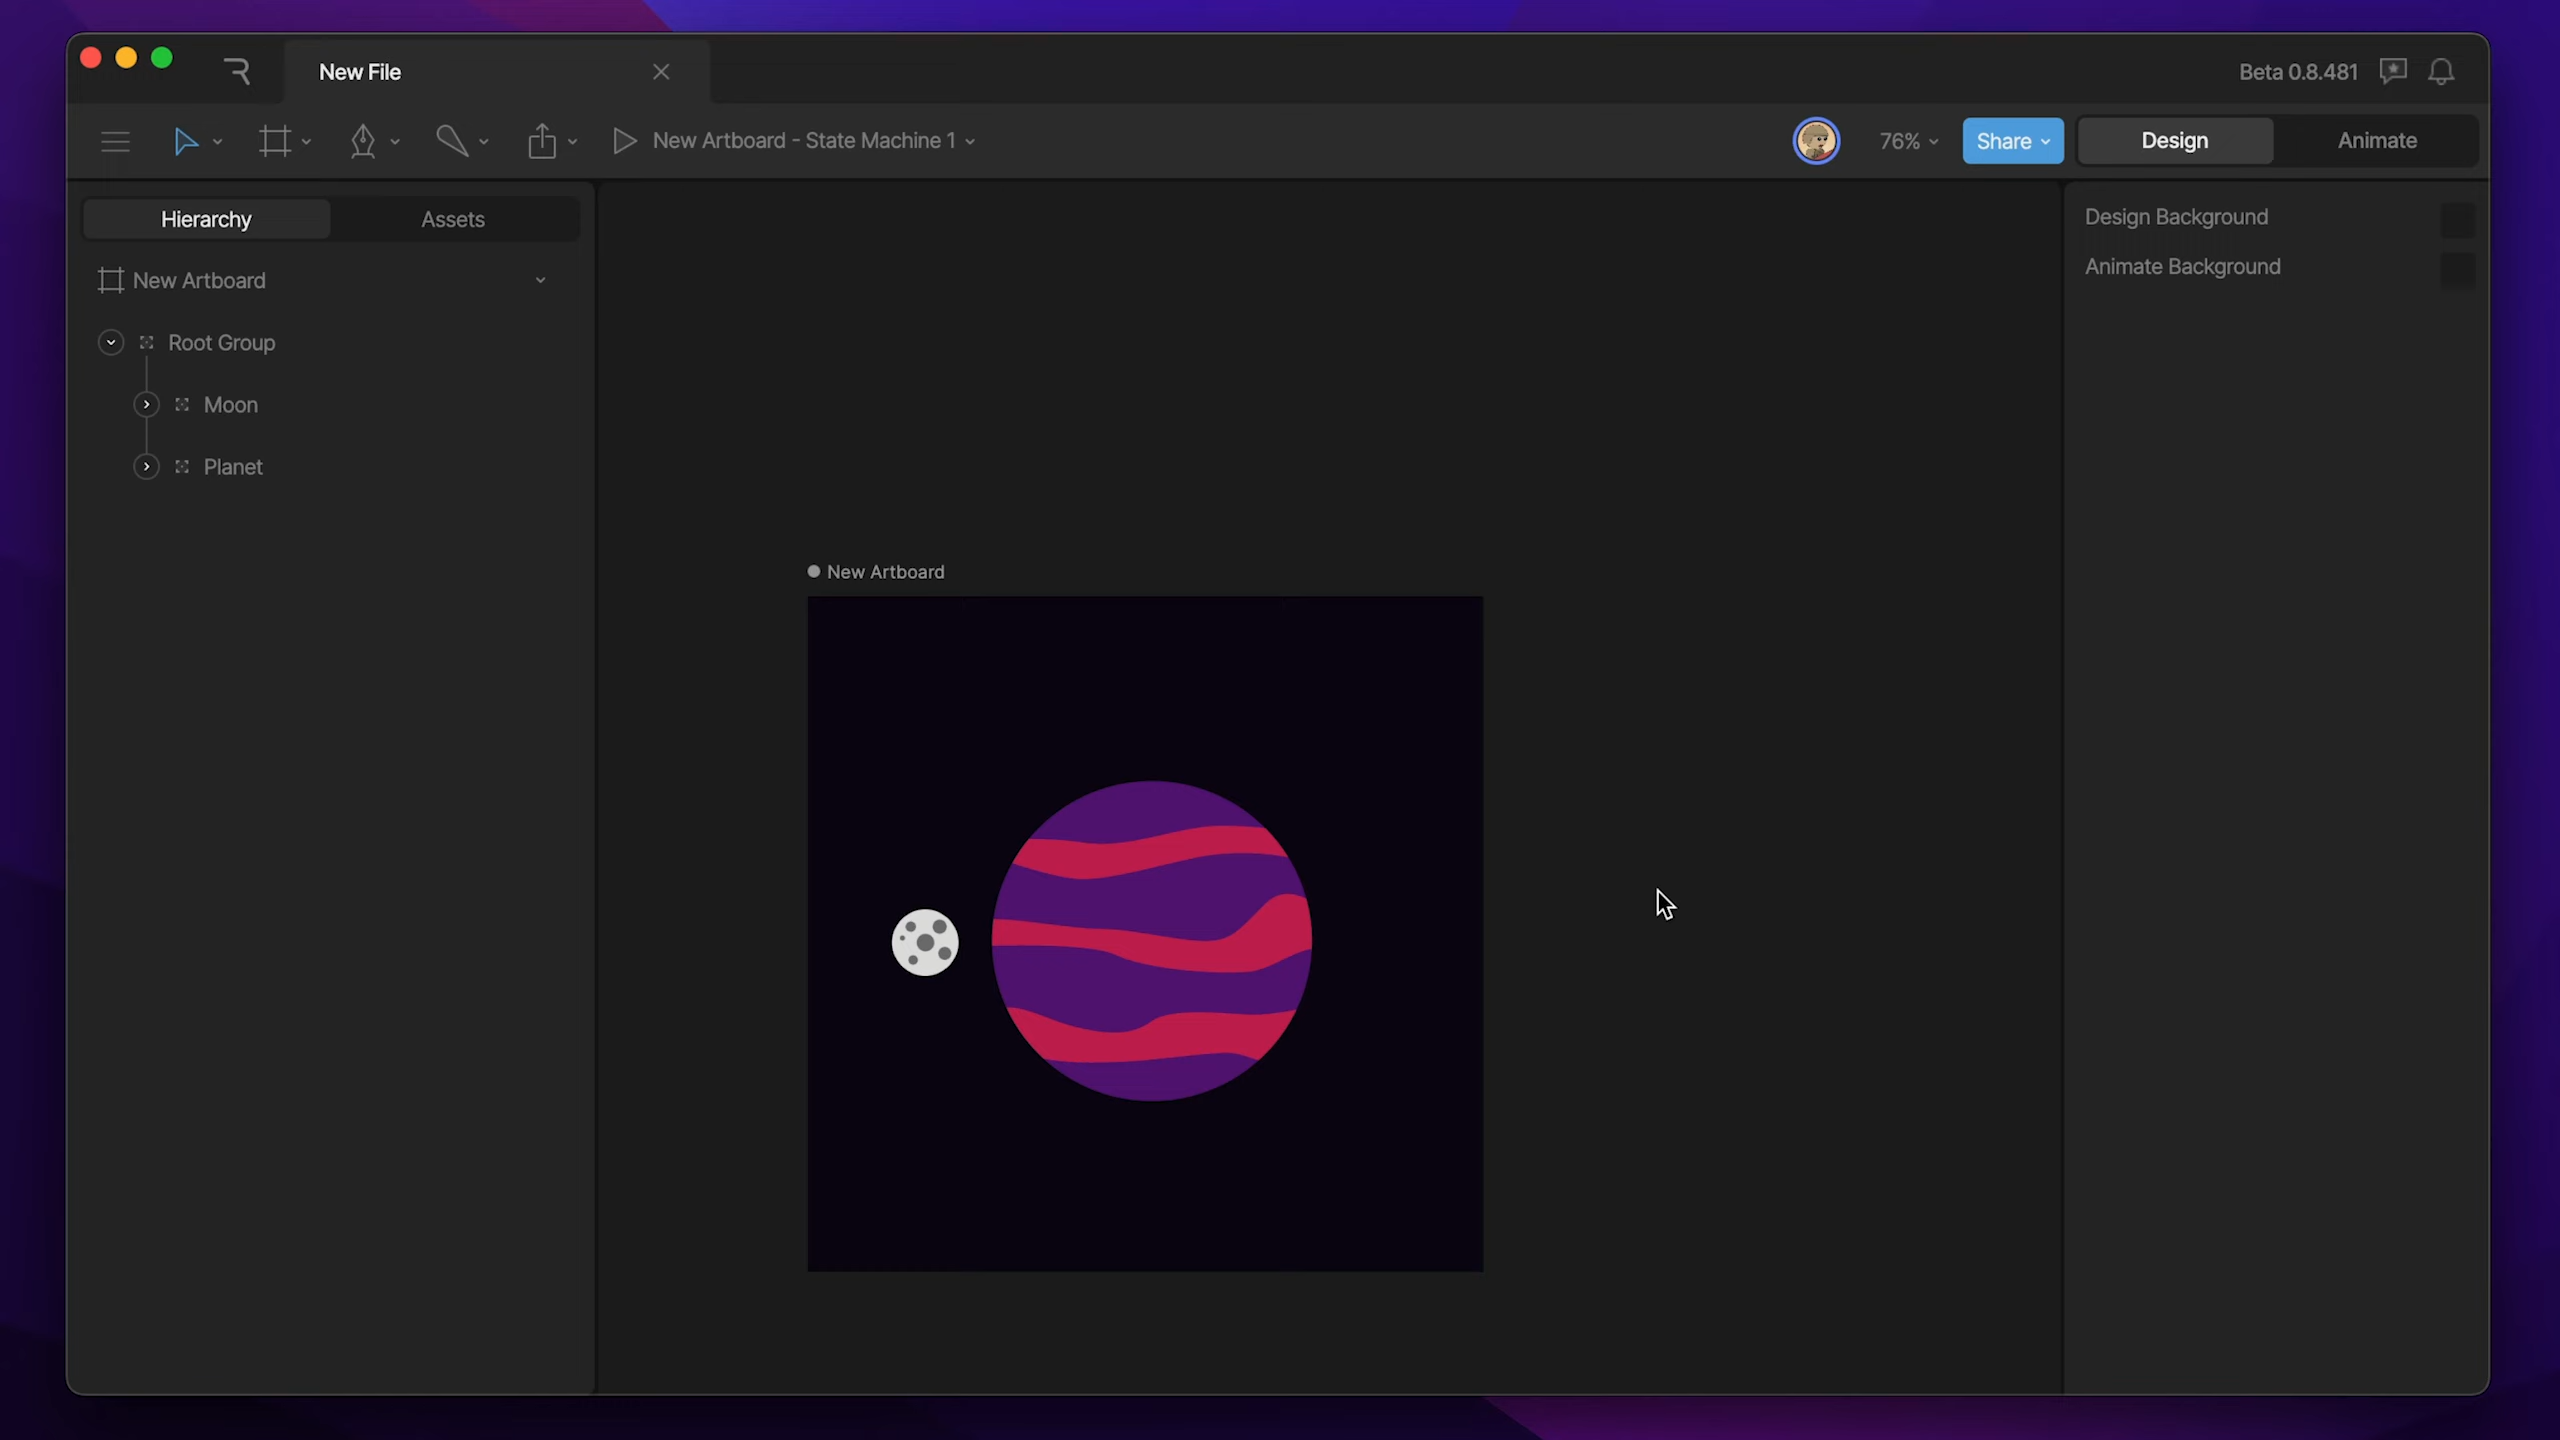 New File
Beta 0.8.481
New Artboard - State Machine 1
76%
Share
Design
Animate
Hierarchy
Assets
Design Background
Animate Background
New Artboard
Root Group
Moon
Planet
New Artboard